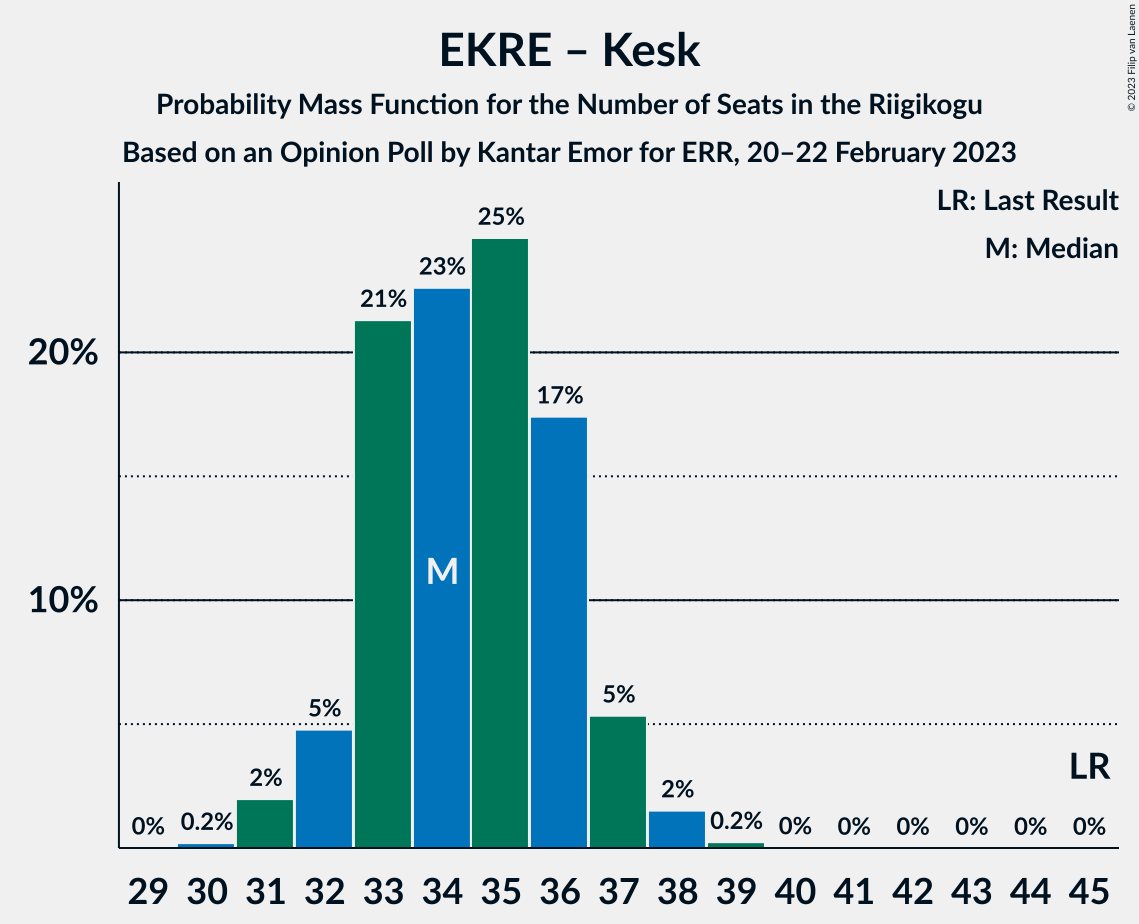 EKRE – Kesk
Probability Mass Function for the Number of Seats in the Riigikogu
Based on an Opinion Poll by Kantar Emor for ERR, 20–22 February 2023
© 2023 Filip van Laenen
LR: Last Result
M: Median
25%
23%
21%
20%
17%
M
10%
5%
5%
LR
2%
2%
0% 0.2% 0.2% 0% 0% 0% 0% 0% 0%
29 30 31 32 33 34 35 36 37 38 39 40 41 42 43 44 45